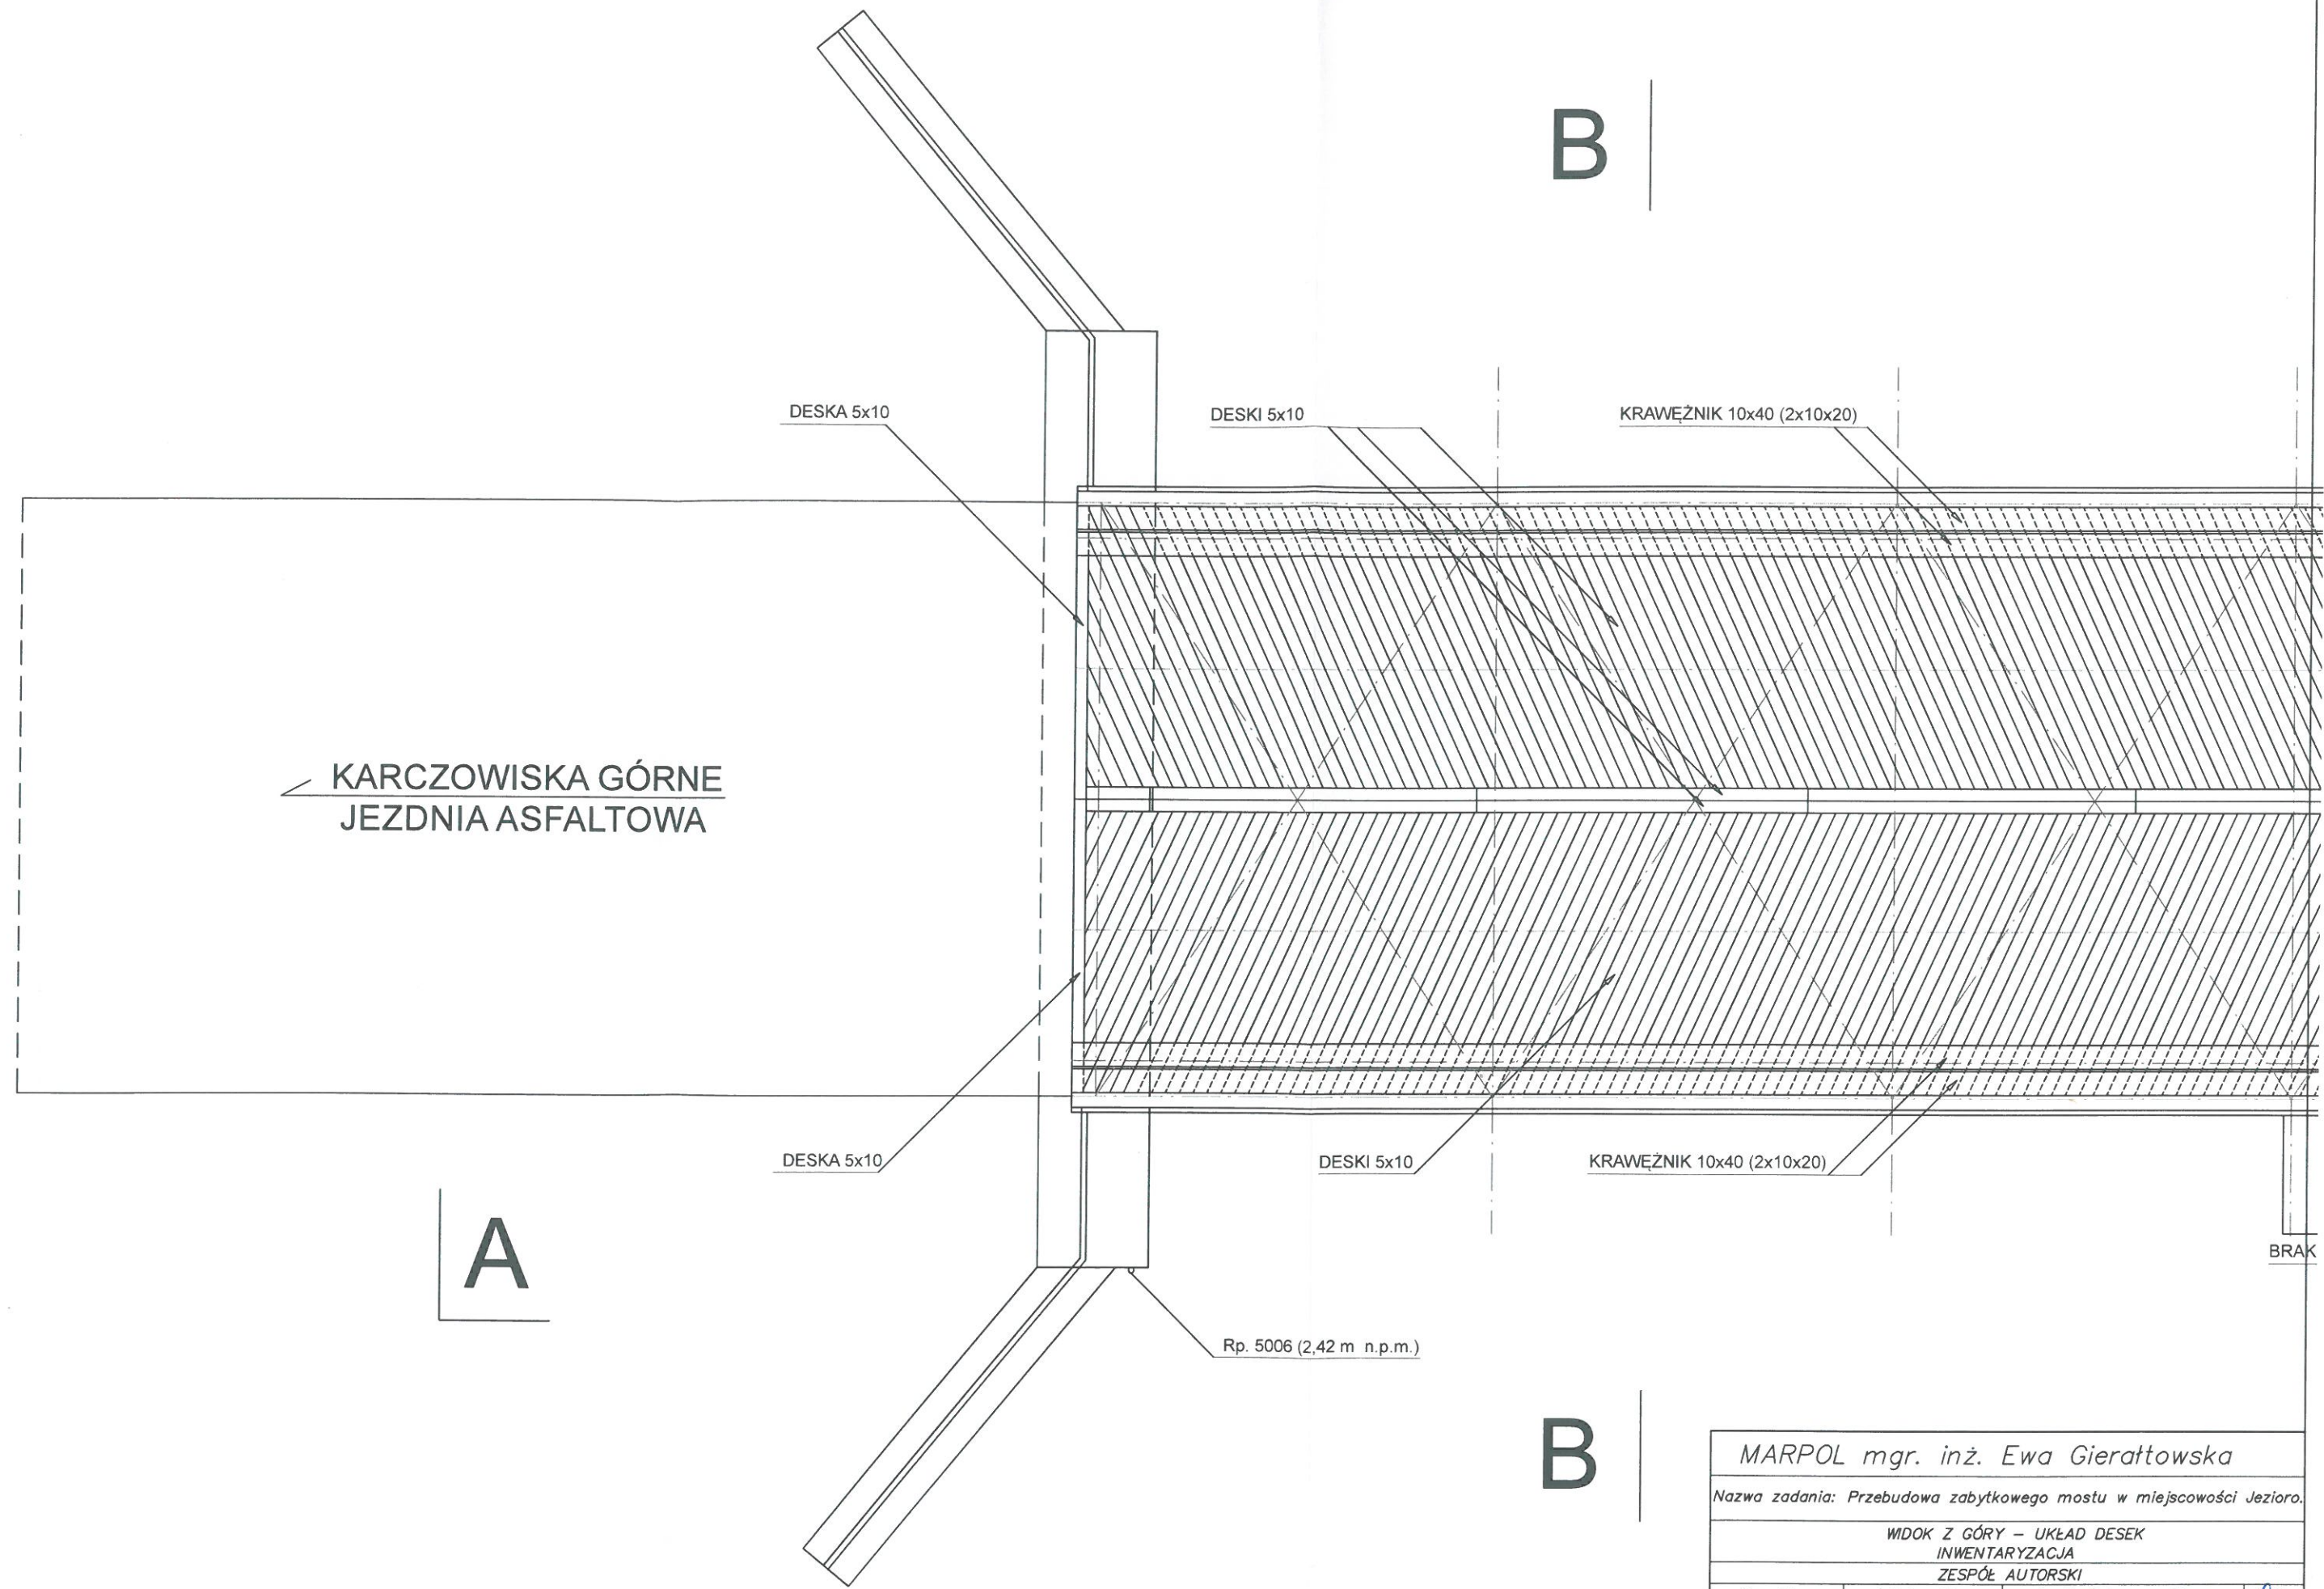 B
DESKA 5x10
DESKI 5x10
KRAWĘŻNIK 10x40 (2x10x20)
KARCZOWISKA GÓRNE
JEZDNIA ASFALTOWA
DESKA 5x10
DESKI 5x10
KRAWĘŻNIK 10x40 (2x10x20)
A
BRAK
Rp. 5006 (2,42 m n.p.m.)
B
MARPOL mgr. inż. Ewa Gierałtowska
Nazwa zadania: Przebudowa zabytkowego mostu w miejscowości Jezioro.
WIDOK Z GÓRY – UKŁAD DESEK
INWENTARYZACJA
ZESPÓŁ AUTORSKI